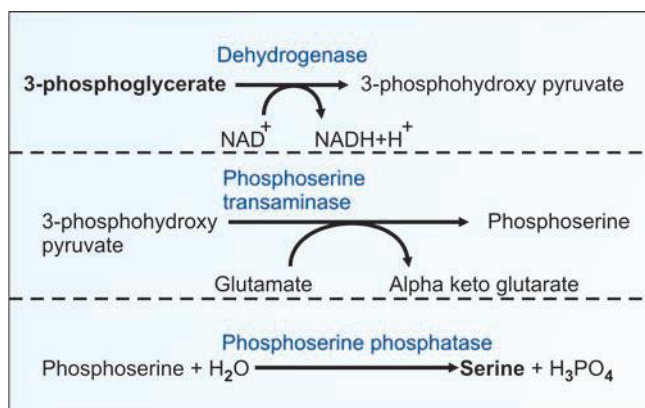 Dehydrogenase
3-phosphoglycerate 3-phosphohydroxy pyruvate
NAD+ NADH+H+
Phosphoserine
transaminase
3-phosphohydroxy
pyruvate
Phosphoserine
Glutamate Alpha keto glutarate
Phosphoserine phosphatase
Phosphoserine + H2O Serine + H3PO4